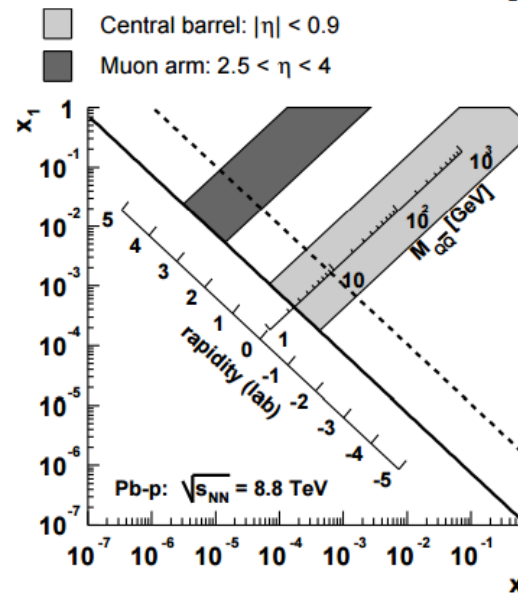 Central barrel: |η| < 0.9
Muon arm: 2.5 < η < 4
x₁
1
10⁻¹
10⁻²
10⁻³
10⁻⁴
10⁻⁵
10⁻⁶
10⁻⁷
5
4
3
2
1
0
-1
-2
-3
-4
-5
rapidity (lab)
1
10
10²
10³
M_QQ̅ [GeV]
Pb-p: √s_NN = 8.8 TeV
10⁻⁷ 10⁻⁶ 10⁻⁵ 10⁻⁴ 10⁻³ 10⁻² 10⁻¹
x